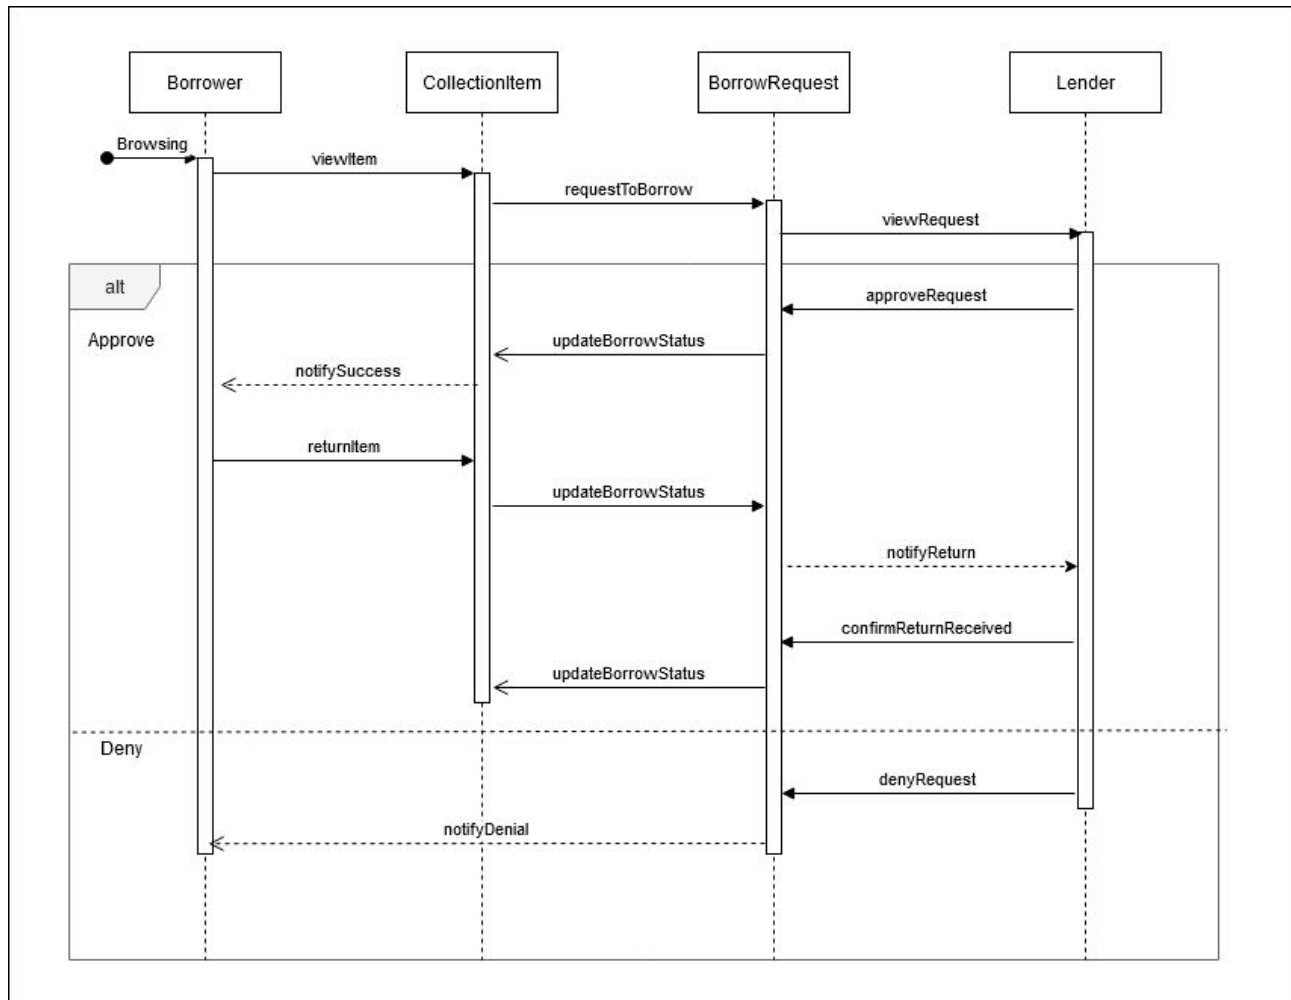 Borrower
CollectionItem
BorrowRequest
Lender
Browsing
viewItem
requestToBorrow
viewRequest
alt
approveRequest
Approve
updateBorrowStatus
notifySuccess
returnItem
updateBorrowStatus
notifyReturn
confirmReturnReceived
updateBorrowStatus
Deny
denyRequest
notifyDenial